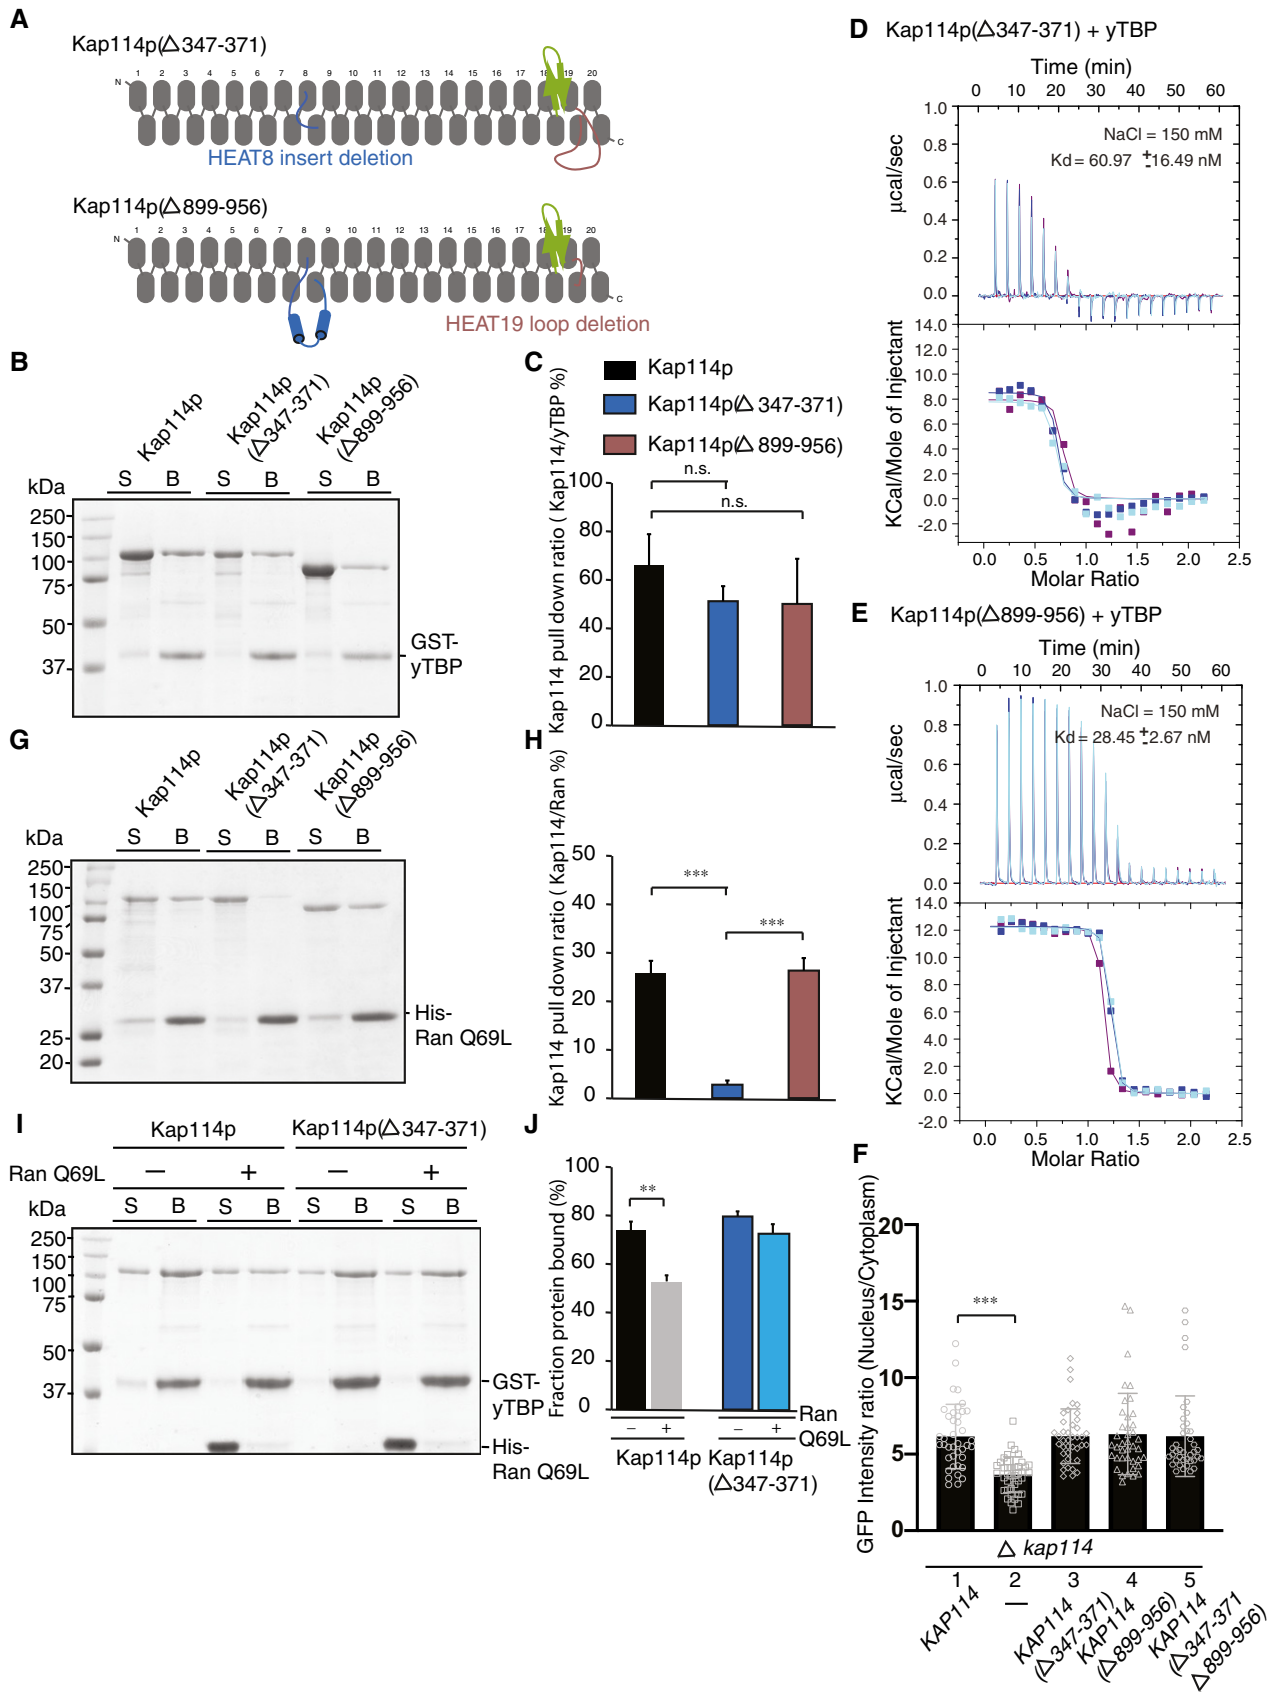 A
Kap114p(△347-371)
1 2 3 4 5 6 7 8 9 10 11 12 13 14 15 16 17 18 19 20
N
C
HEAT8 insert deletion
Kap114p(△899-956)
1 2 3 4 5 6 7 8 9 10 11 12 13 14 15 16 17 18 19 20
N
C
HEAT19 loop deletion
B
Kap114p
Kap114p
(△347-371)
Kap114p
(△899-956)
S B S B S B
kDa
250
150
100
75
50
37
GST-
yTBP
C
Kap114p
Kap114p(△347-371)
Kap114p(△899-956)
Kap114 pull down ratio ( Kap114/yTBP %)
n.s.
n.s.
100
80
60
40
20
0
D
Kap114p(△347-371) + yTBP
Time (min)
0 10 20 30 40 50 60
µcal/sec
1.0
0.8
0.6
0.4
0.2
0.0
NaCl = 150 mM
Kd = 60.97 ±16.49 nM
KCal/Mole of Injectant
14.0
12.0
10.0
8.0
6.0
4.0
2.0
0.0
-2.0
0.0 0.5 1.0 1.5 2.0 2.5
Molar Ratio
E
Kap114p(△899-956) + yTBP
Time (min)
0 10 20 30 40 50 60
µcal/sec
1.0
0.8
0.6
0.4
0.2
0.0
NaCl = 150 mM
Kd = 28.45 ±2.67 nM
KCal/Mole of Injectant
14.0
12.0
10.0
8.0
6.0
4.0
2.0
0.0
-2.0
0.0 0.5 1.0 1.5 2.0 2.5
Molar Ratio
G
Kap114p
Kap114p
(△347-371)
Kap114p
(△899-956)
S B S B S B
kDa
250
150
100
75
50
37
25
20
His-
Ran Q69L
H
Kap114 pull down ratio ( Kap114/Ran %)
50
40
30
20
10
0
***
***
I
Kap114p Kap114p(△347-371)
Ran Q69L − + − +
S B S B S B S B
kDa
250
150
100
75
50
37
GST-
yTBP
His-
Ran Q69L
J
Fraction protein bound (%)
100
80
60
40
20
0
**
− + − +
Ran
Q69L
Kap114p
Kap114p
(△347-371)
F
GFP Intensity ratio (Nucleus/Cytoplasm)
20
15
10
5
0
***
△ kap114
1 2 3 4 5
KAP114
—
KAP114
(△347-371)
KAP114
(△899-956)
KAP114
(△347-371
△899-956)